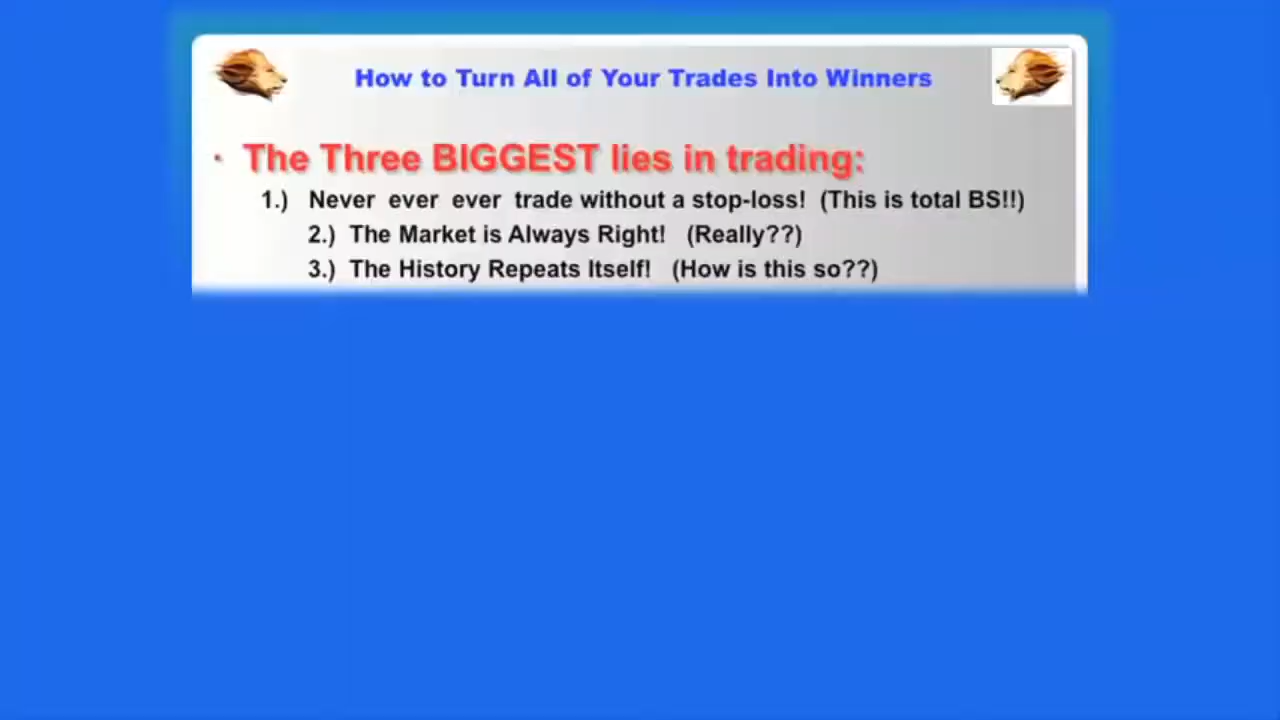 How to Turn All of Your Trades Into Winners
· The Three BIGGEST lies in trading:
1.) Never ever ever trade without a stop-loss! (This is total BS!!)
2.) The Market is Always Right! (Really??)
3.) The History Repeats Itself! (How is this so??)